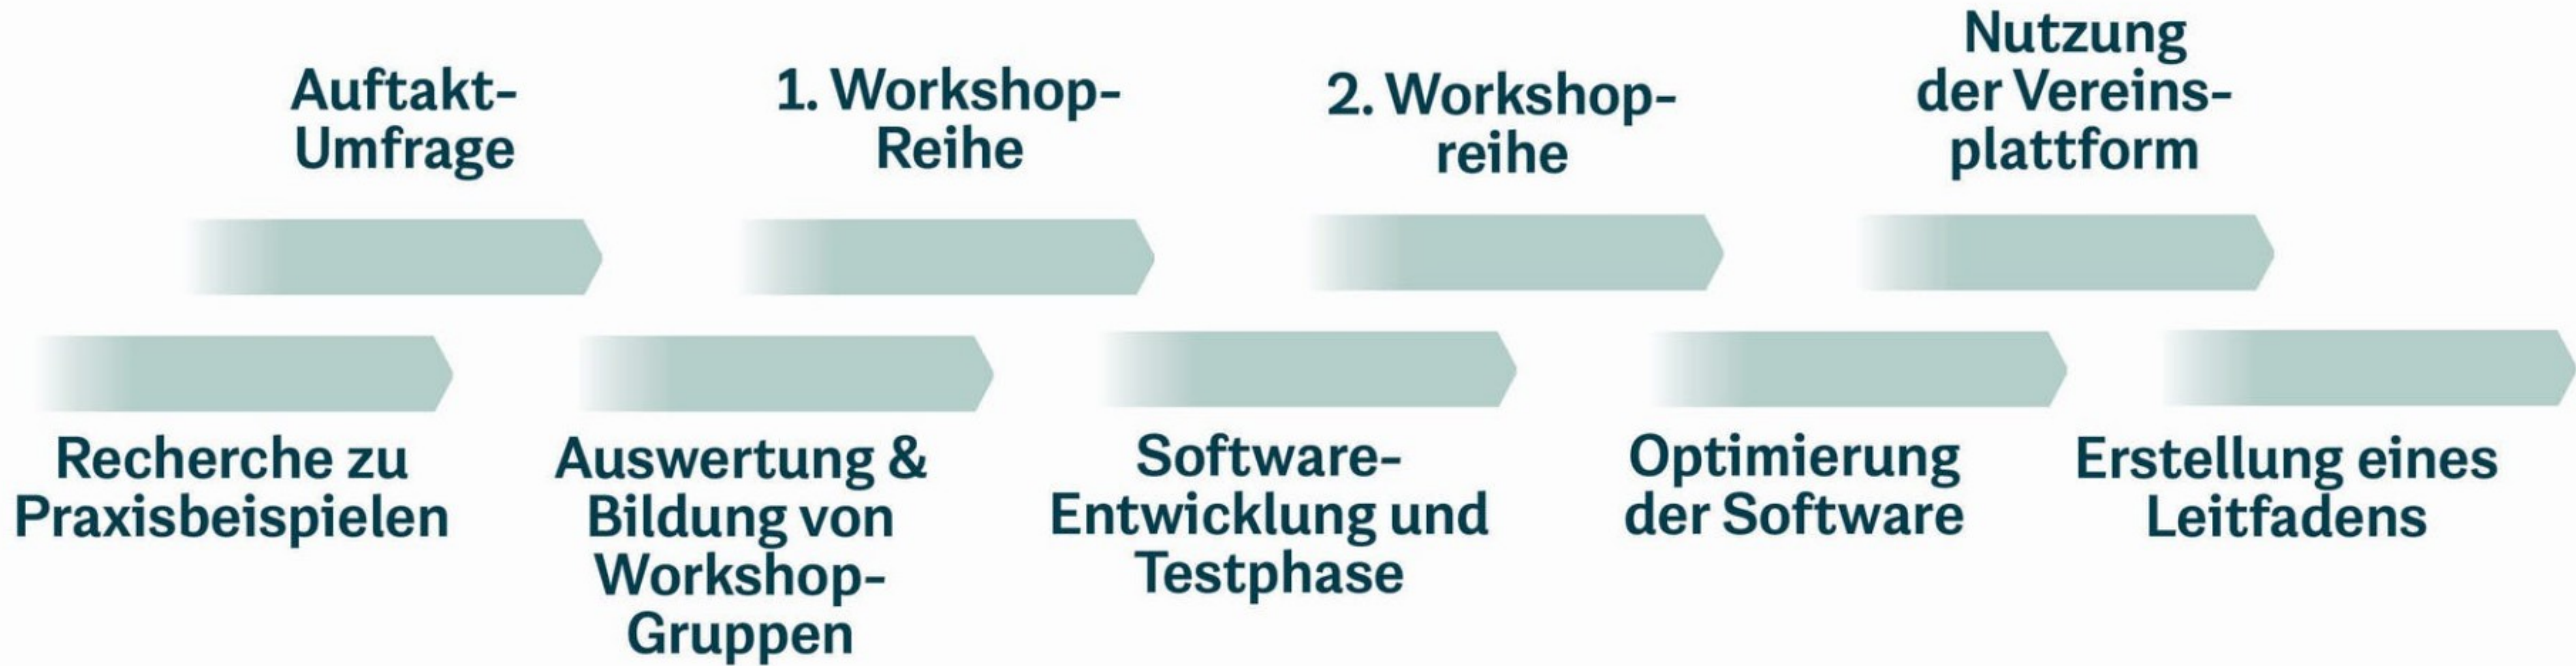 Auftakt-
Umfrage
1. Workshop-
Reihe
2. Workshop-
reihe
Nutzung
der Vereins-
plattform
Recherche zu
Praxisbeispielen
Auswertung &
Bildung von
Workshop-
Gruppen
Software-
Entwicklung und
Testphase
Optimierung
der Software
Erstellung eines
Leitfadens